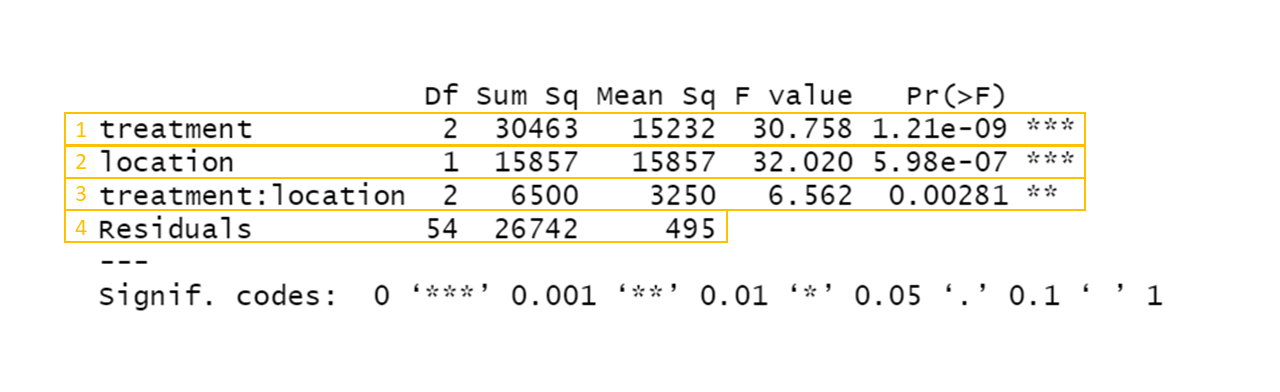 Df Sum Sq Mean Sq F value Pr(>F)
1 treatment 2 30463 15232 30.758 1.21e-09 ***
2 location 1 15857 15857 32.020 5.98e-07 ***
3 treatment:location 2 6500 3250 6.562 0.00281 **
4 Residuals 54 26742 495
---
Signif. codes: 0 ‘***’ 0.001 ‘**’ 0.01 ‘*’ 0.05 ‘.’ 0.1 ‘ ’ 1